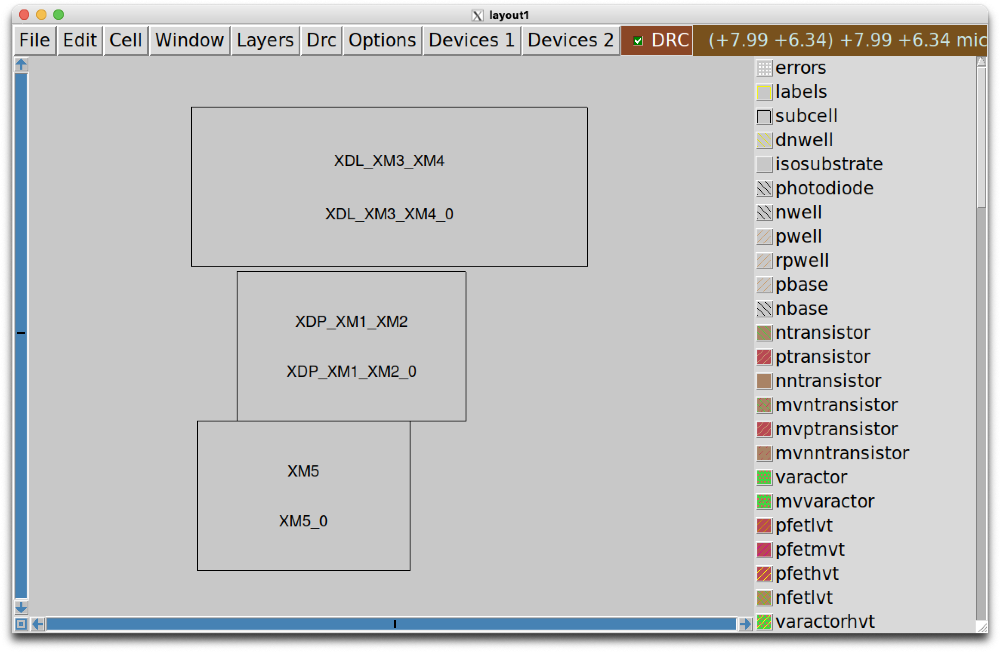 layout1
File Edit Cell Window Layers Drc Options Devices 1 Devices 2 DRC (+7.99 +6.34) +7.99 +6.34 mic
XDL_XM3_XM4
XDL_XM3_XM4_0
XDP_XM1_XM2
XDP_XM1_XM2_0
XM5
XM5_0
errors
labels
subcell
dnwell
isosubstrate
photodiode
nwell
pwell
rpwell
pbase
nbase
ntransistor
ptransistor
nntransistor
mvntransistor
mvptransistor
mvnntransistor
varactor
mvvaractor
pfetlvt
pfetmvt
pfethvt
nfetlvt
varactorhvt